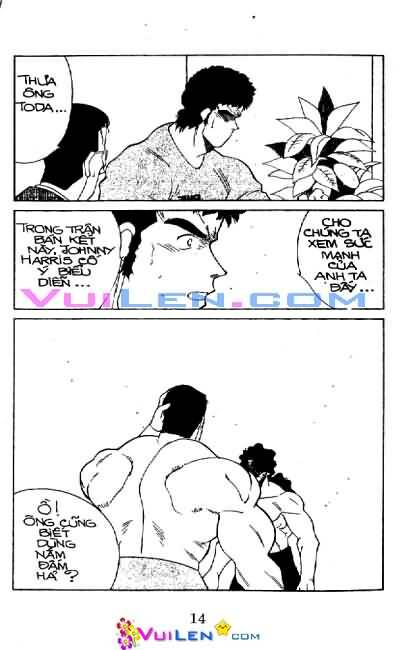 THƯA
ÔNG
TODA...
TRONG TRẬN
BÁN KẾT
NÀY, JOHNNY
HARRIS CỐ
Ý BIỂU
DIỄN...
CHO
CHÚNG TA
XEM SỨC
MẠNH
CỦA
ANH TA
ĐẤY...
VuiLen.com
Ồ!
ÔNG CŨNG
BIẾT
DÙNG
NẮM
ĐẤM
HẢ?
14
VuiLen.com